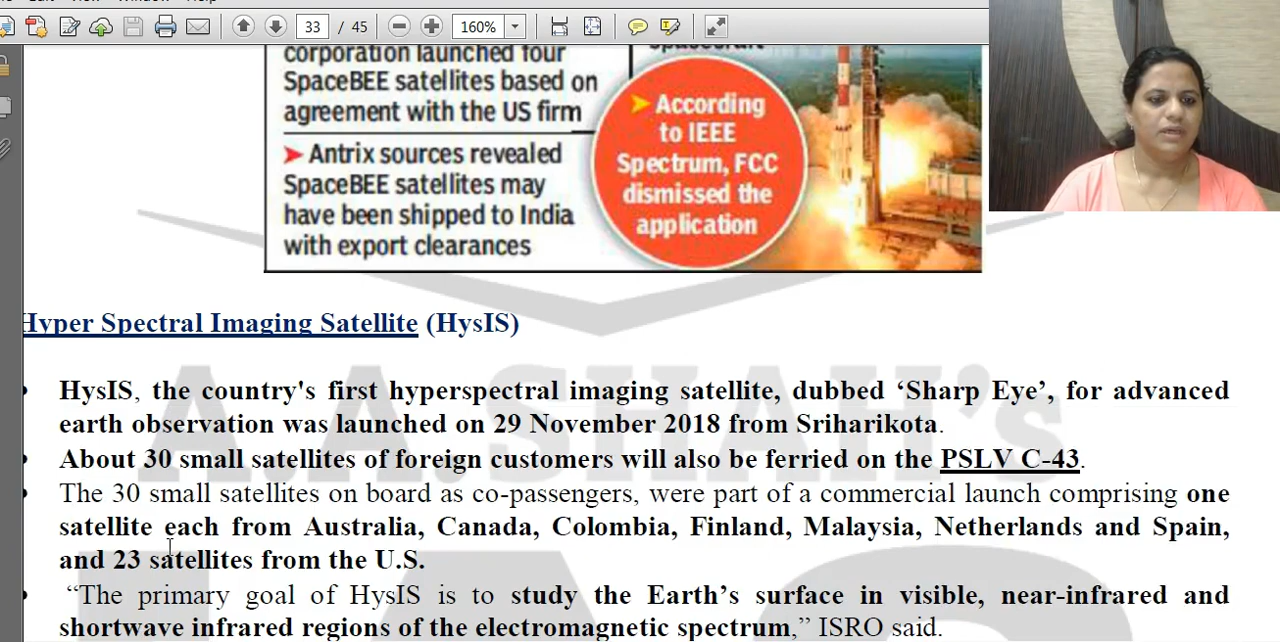 Window Help
33 / 45 160%
corporation launched four
SpaceBEE satellites based on
agreement with the US firm
➤ Antrix sources revealed
SpaceBEE satellites may
have been shipped to India
with export clearances
spacecraft
➤ According
to IEEE
Spectrum, FCC
dismissed the
application
Hyper Spectral Imaging Satellite (HysIS)
• HysIS, the country's first hyperspectral imaging satellite, dubbed ‘Sharp Eye’, for advanced
earth observation was launched on 29 November 2018 from Sriharikota.
• About 30 small satellites of foreign customers will also be ferried on the PSLV C-43.
• The 30 small satellites on board as co-passengers, were part of a commercial launch comprising one
satellite each from Australia, Canada, Colombia, Finland, Malaysia, Netherlands and Spain,
and 23 satellites from the U.S.
• “The primary goal of HysIS is to study the Earth’s surface in visible, near-infrared and
shortwave infrared regions of the electromagnetic spectrum,” ISRO said.
A.A.SHAH's